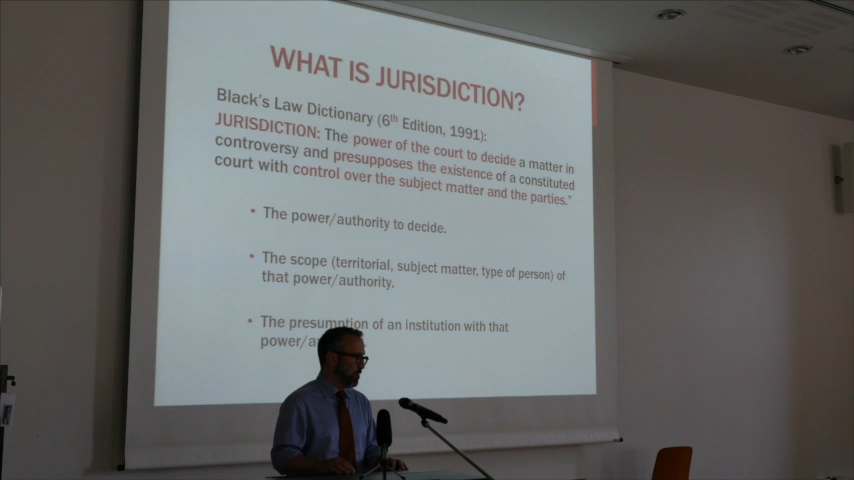 WHAT IS JURISDICTION?
Black's Law Dictionary (6th Edition, 1991):
JURISDICTION: The power of the court to decide a matter in
controversy and presupposes the existence of a constituted
court with control over the subject matter and the parties."
• The power/authority to decide.
• The scope (territorial, subject matter, type of person) of
that power/authority.
• The presumption of an institution with that